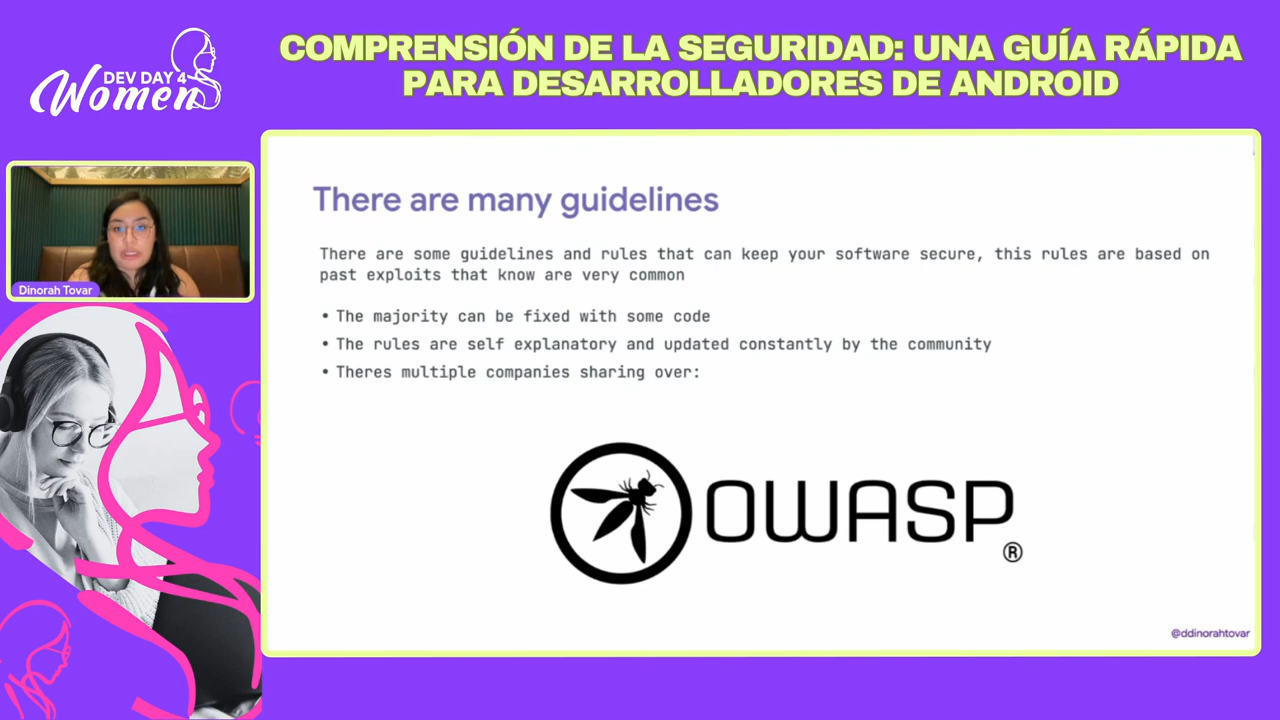 DEV DAY 4
Women
COMPRENSIÓN DE LA SEGURIDAD: UNA GUÍA RÁPIDA
PARA DESARROLLADORES DE ANDROID
Dinorah Tovar
There are many guidelines
There are some guidelines and rules that can keep your software secure, this rules are based on
past exploits that know are very common
• The majority can be fixed with some code
• The rules are self explanatory and updated constantly by the community
• Theres multiple companies sharing over:
OWASP®
@ddinorahtovar